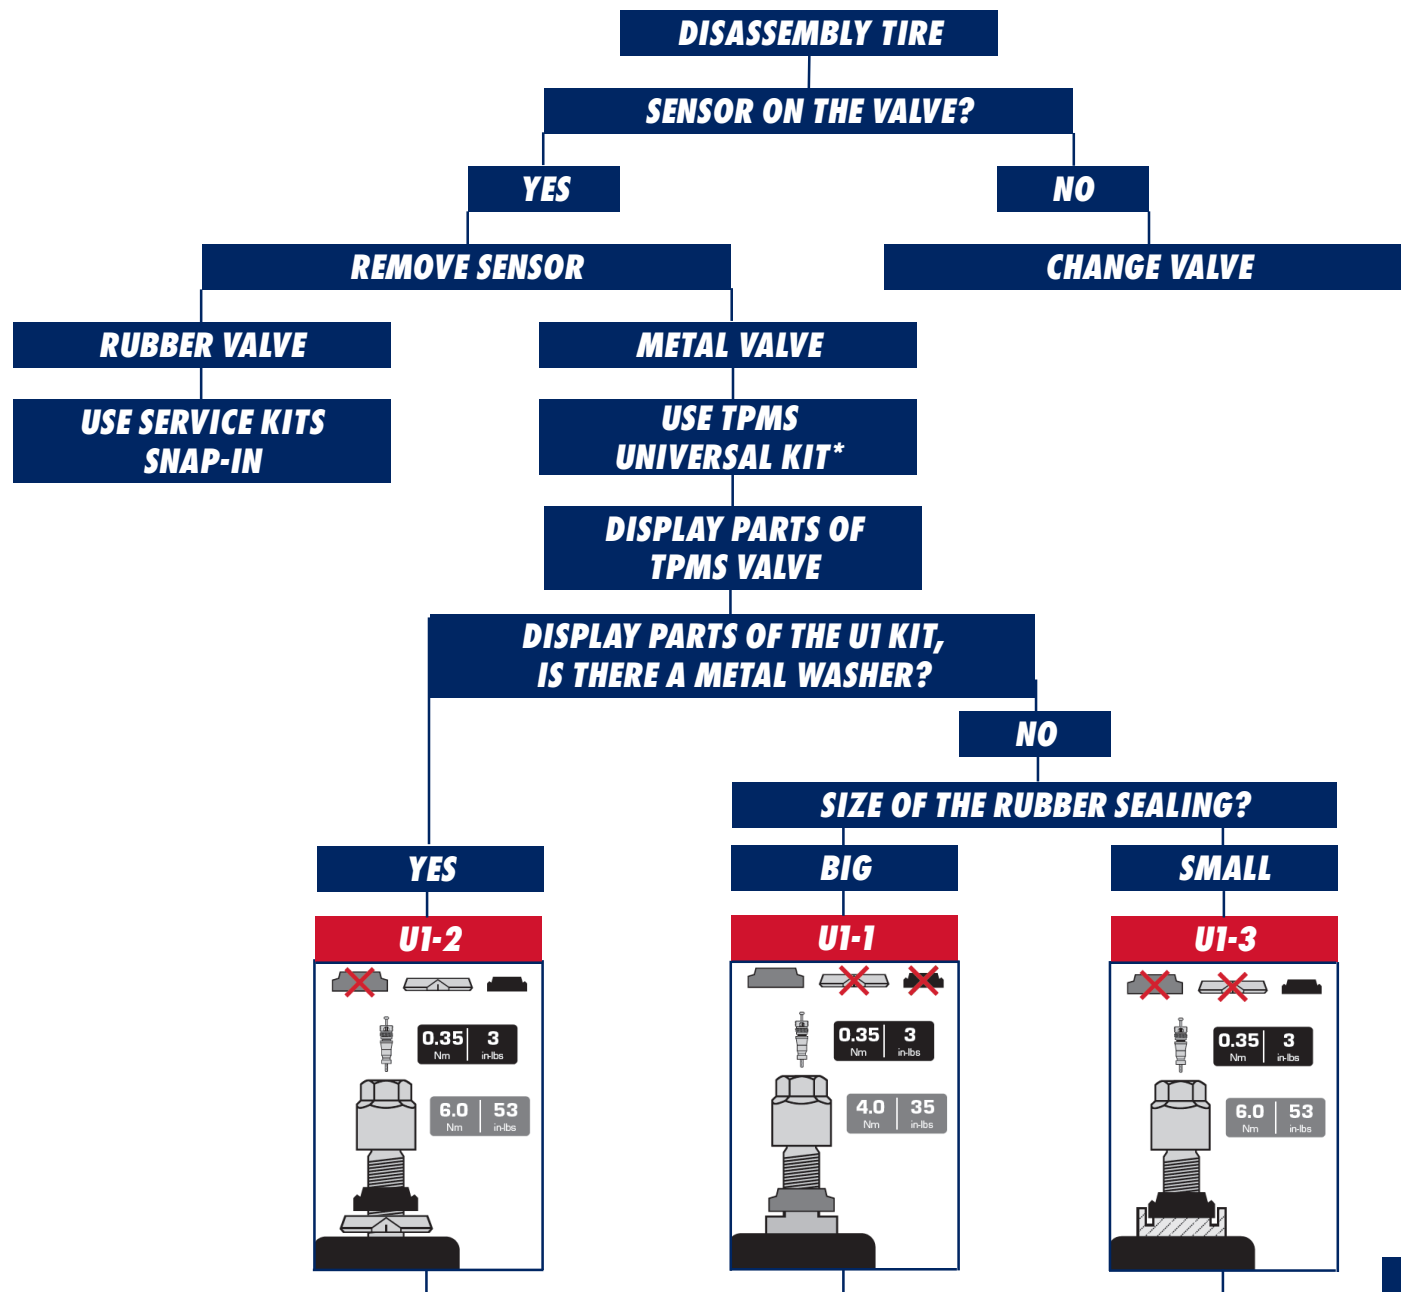 DISASSEMBLY TIRE
SENSOR ON THE VALVE?
YES
NO
REMOVE SENSOR
CHANGE VALVE
RUBBER VALVE
METAL VALVE
USE SERVICE KITS
SNAP-IN
USE TPMS
UNIVERSAL KIT*
DISPLAY PARTS OF
TPMS VALVE
DISPLAY PARTS OF THE U1 KIT,
IS THERE A METAL WASHER?
NO
SIZE OF THE RUBBER SEALING?
YES
BIG
SMALL
U1-2
U1-1
U1-3
0.35 3
Nm in-lbs
6.0 53
Nm in-lbs
0.35 3
Nm in-lbs
4.0 35
Nm in-lbs
0.35 3
Nm in-lbs
6.0 53
Nm in-lbs